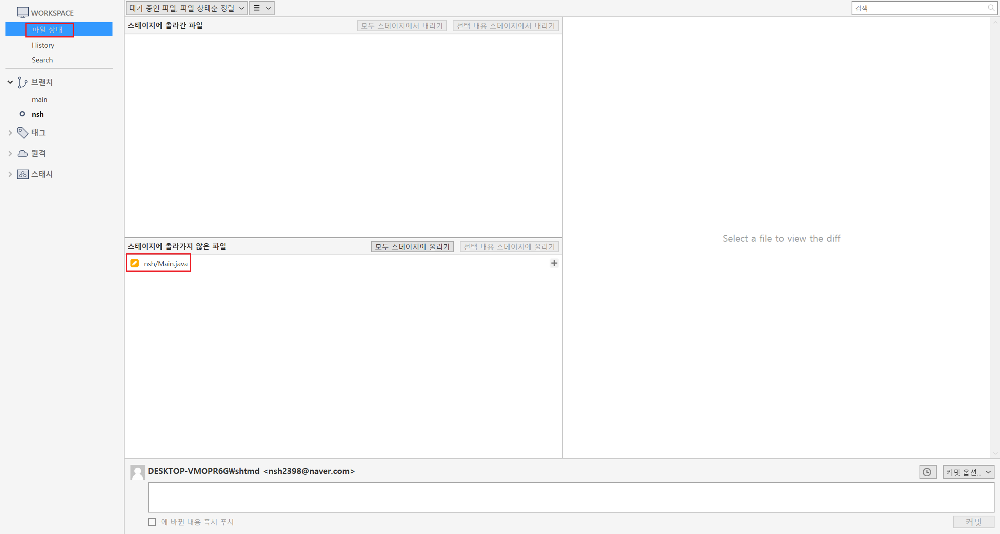 WORKSPACE
파일 상태
History
Search
브랜치
main
nsh
태그
원격
스태시
대기 중인 파일, 파일 상태순 정렬
검색
스테이지에 올라간 파일
모두 스테이지에서 내리기
선택 내용 스테이지에서 내리기
스테이지에 올라가지 않은 파일
모두 스테이지에 올리기
선택 내용 스테이지에 올리기
nsh/Main.java
Select a file to view the diff
DESKTOP-VMOPR6G₩shtmd <nsh2398@naver.com>
커밋 옵션...
-에 바뀐 내용 즉시 푸시
커밋